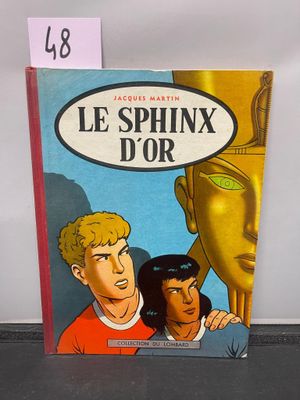 48
JACQUES MARTIN
LE SPHINX
D'OR
COLLECTION DU LOMBARD